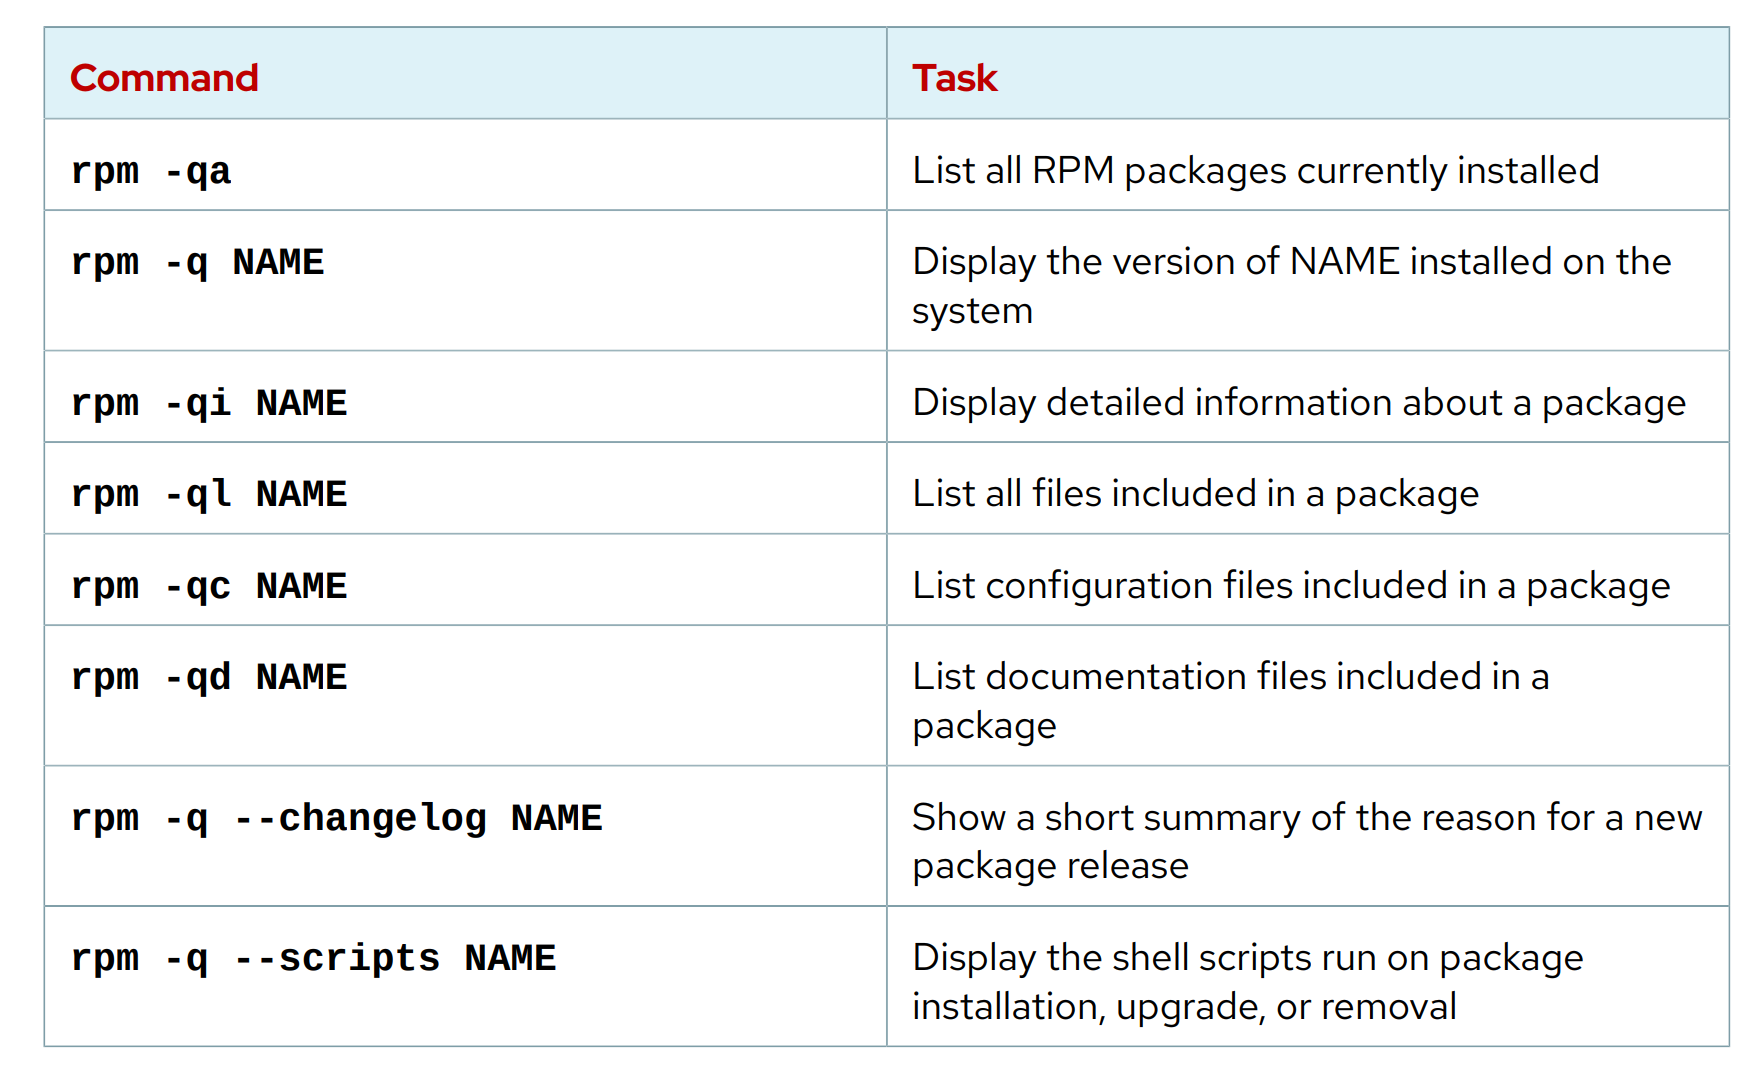 Command Task
rpm -qa List all RPM packages currently installed
rpm -q NAME Display the version of NAME installed on the
system
rpm -qi NAME Display detailed information about a package
rpm -ql NAME List all files included in a package
rpm -qc NAME List configuration files included in a package
rpm -qd NAME List documentation files included in a
package
rpm -q --changelog NAME Show a short summary of the reason for a new
package release
rpm -q --scripts NAME Display the shell scripts run on package
installation, upgrade, or removal